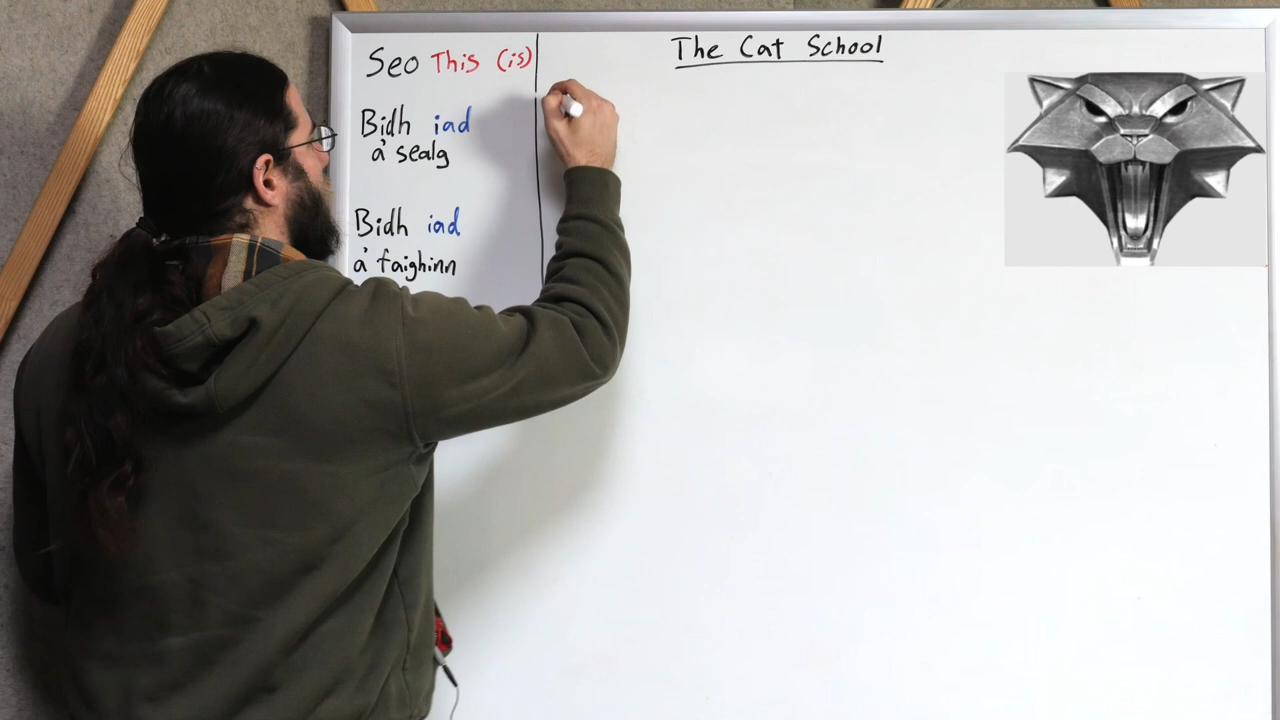 The Cat School
Seo This (is)
Bidh iad
a' sealg
Bidh iad
a' faighinn